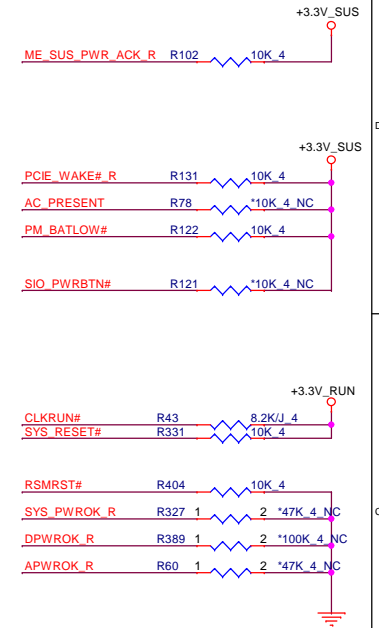 +3.3V_SUS
ME_SUS_PWR_ACK_R R102 10K_4
D
+3.3V_SUS
PCIE_WAKE#_R R131 10K_4
AC_PRESENT R78 *10K_4_NC
PM_BATLOW# R122 10K_4
SIO_PWRBTN# R121 *10K_4_NC
+3.3V_RUN
CLKRUN# R43 8.2K/J_4
SYS_RESET# R331 10K_4
RSMRST# R404 10K_4
SYS_PWROK_R R327 1 2 *47K_4_NC
C
DPWROK_R R389 1 2 *100K_4_NC
APWROK_R R60 1 2 *47K_4_NC